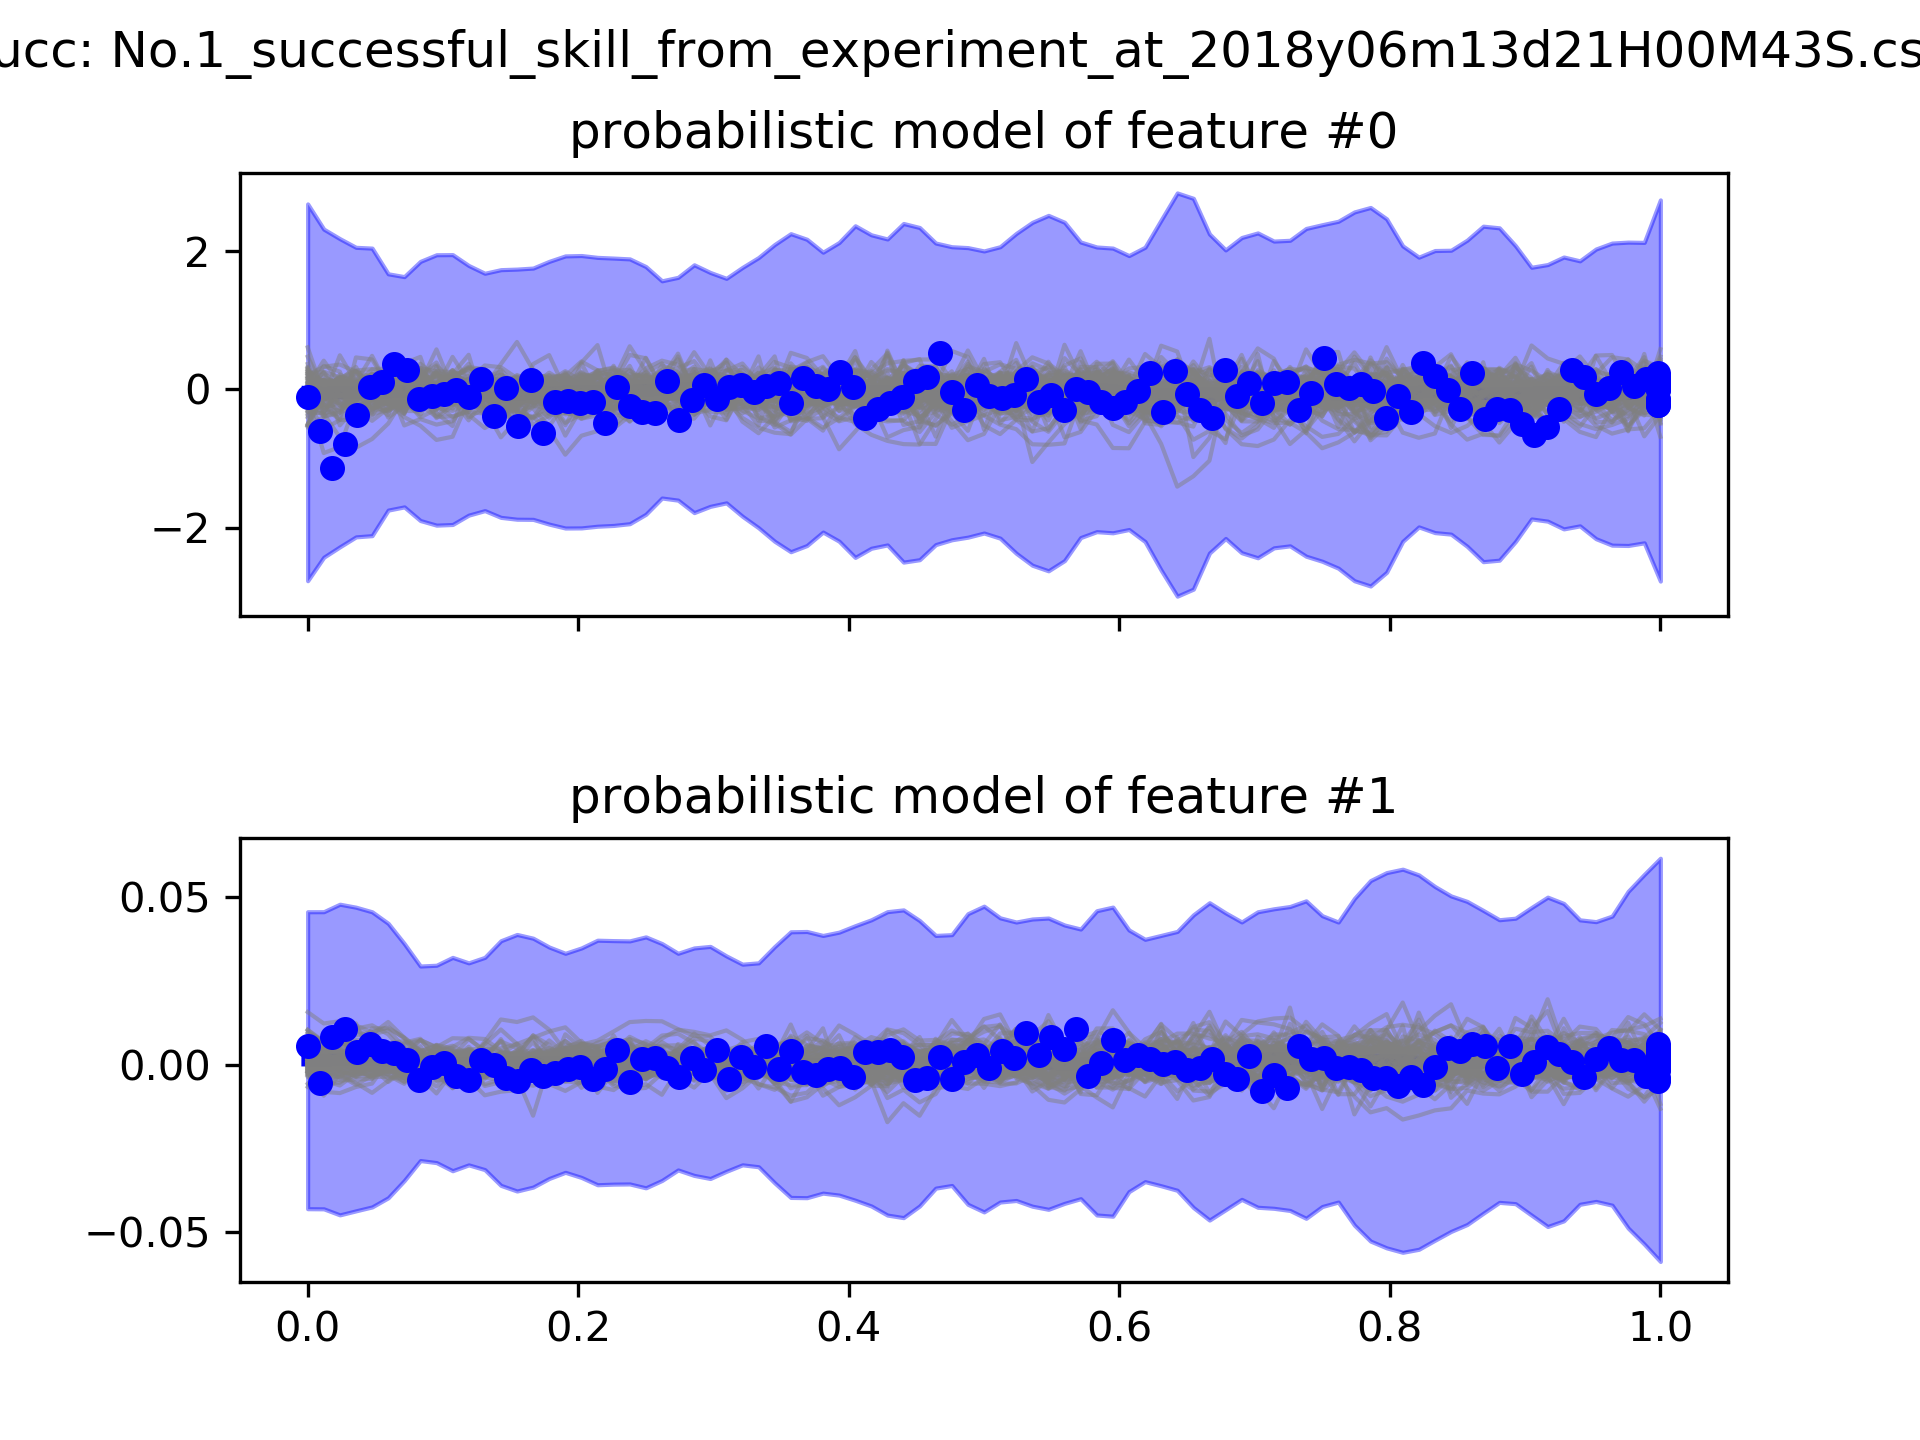 ucc: No.1_successful_skill_from_experiment_at_2018y06m13d21H00M43S.cs
probabilistic model of feature #0
2
0
−2
probabilistic model of feature #1
0.05
0.00
−0.05
0.0 0.2 0.4 0.6 0.8 1.0